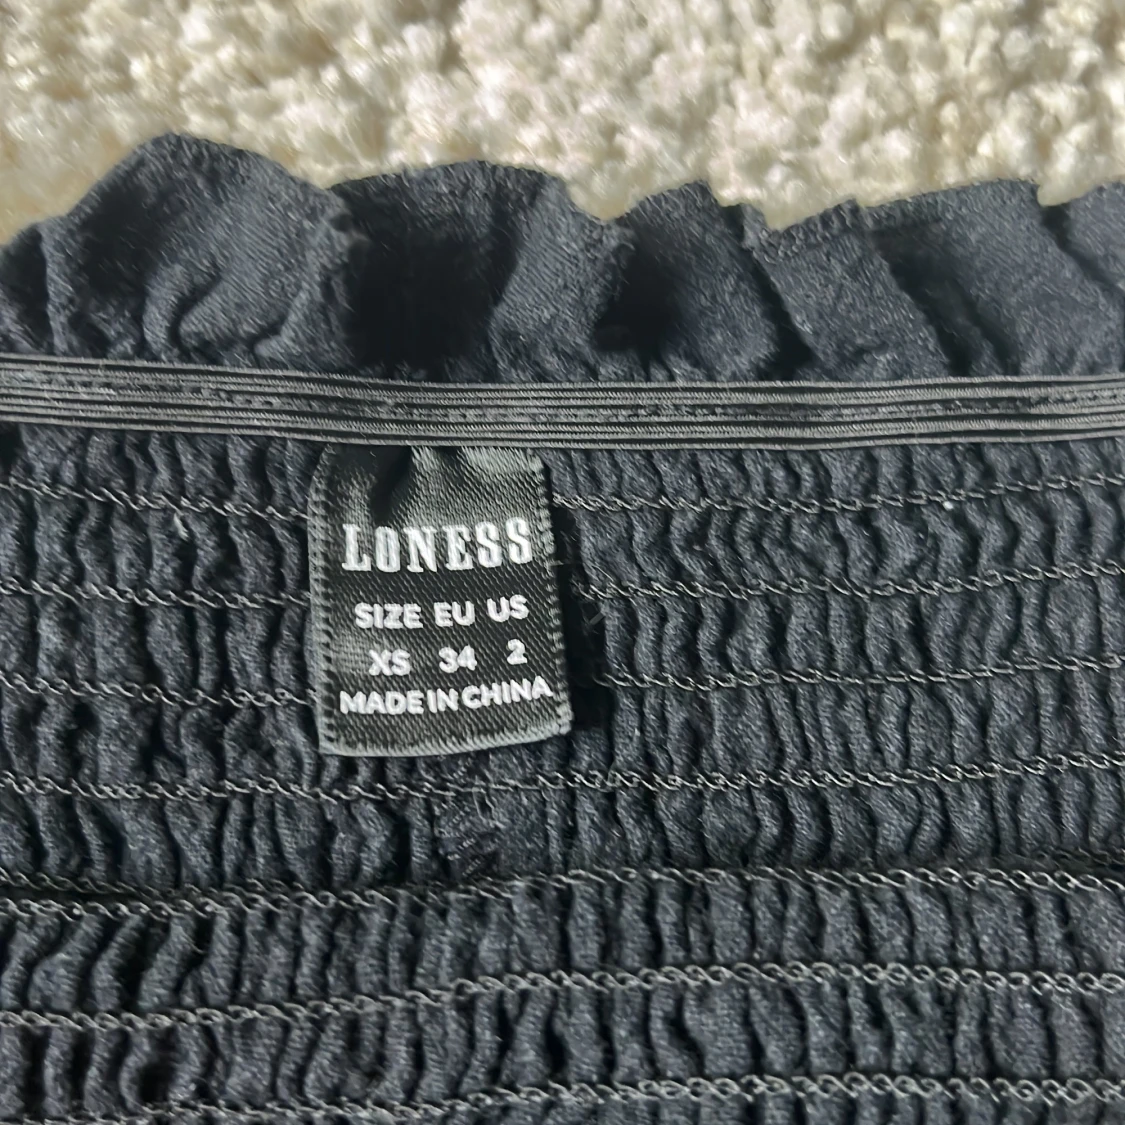 LONESS
SIZE EU US
XS 34 2
MADE IN CHINA